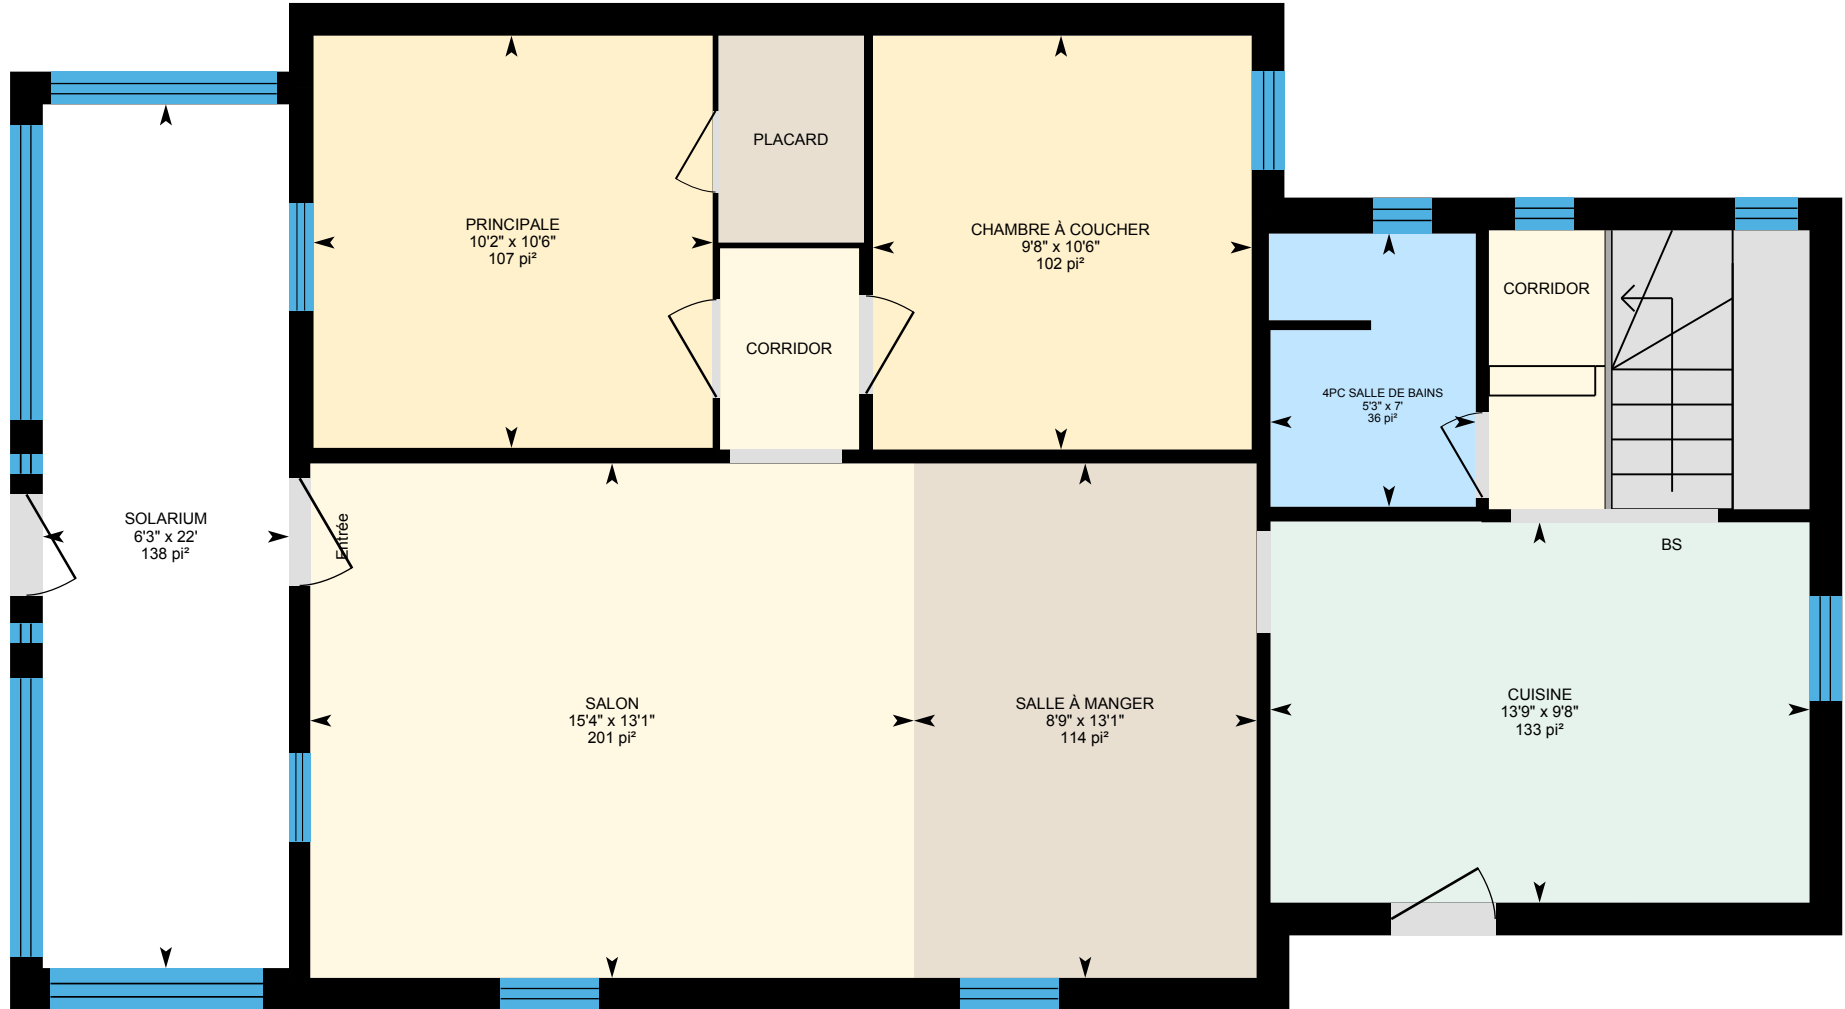 PLACARD
PRINCIPALE
10'2" x 10'6"
107 pi²
CHAMBRE À COUCHER
9'8" x 10'6"
102 pi²
CORRIDOR
CORRIDOR
4PC SALLE DE BAINS
5'3" x 7'
36 pi²
SOLARIUM
6'3" x 22'
138 pi²
Entrée
BS
SALON
15'4" x 13'1"
201 pi²
SALLE À MANGER
8'9" x 13'1"
114 pi²
CUISINE
13'9" x 9'8"
133 pi²